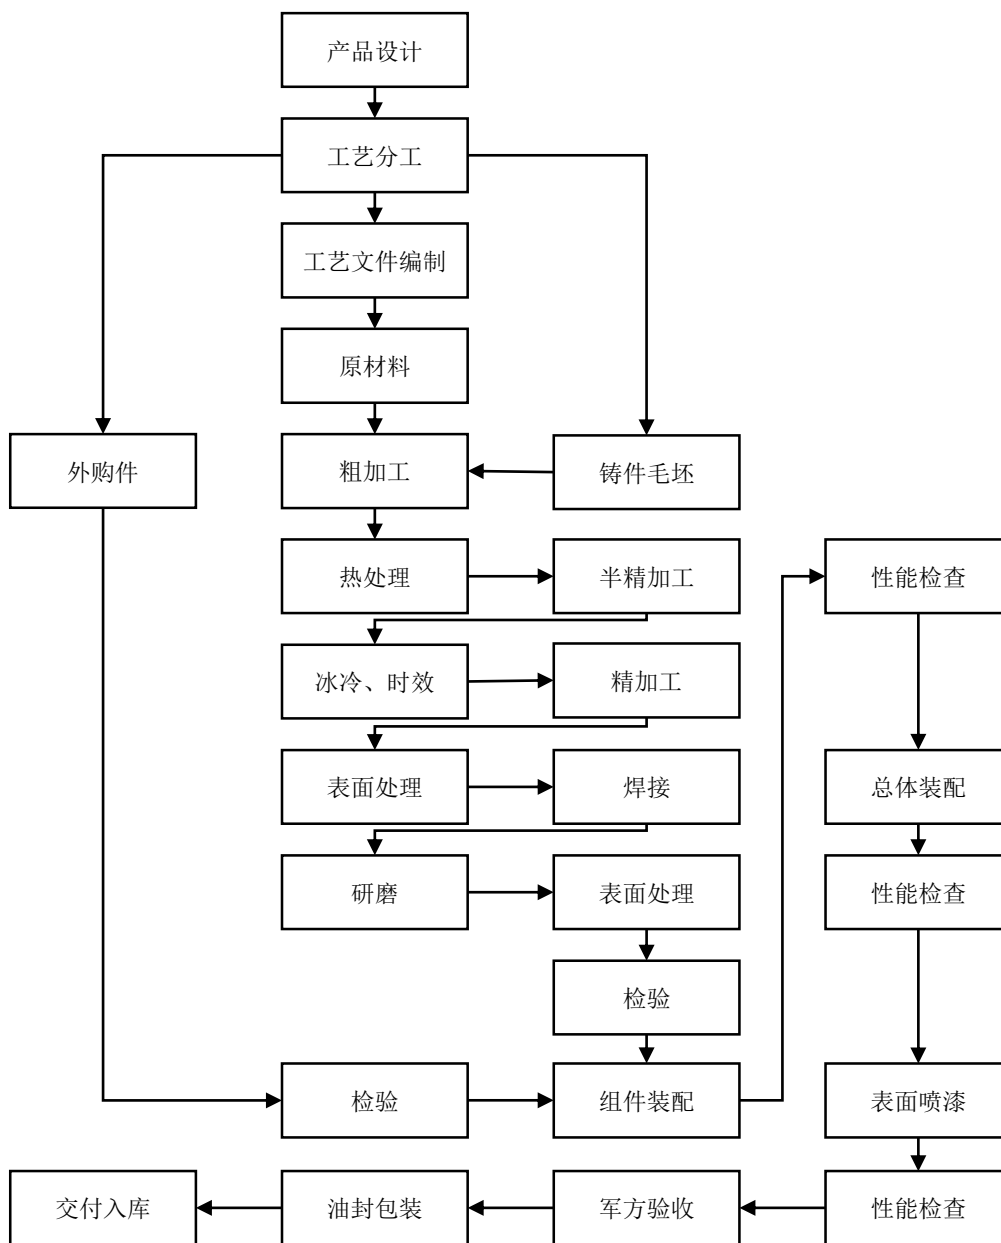 产品设计
工艺分工
工艺文件编制
原材料
外购件
粗加工
铸件毛坯
热处理
半精加工
性能检查
冰冷、时效
精加工
表面处理
焊接
总体装配
研磨
表面处理
性能检查
检验
检验
组件装配
表面喷漆
交付入库
油封包装
军方验收
性能检查